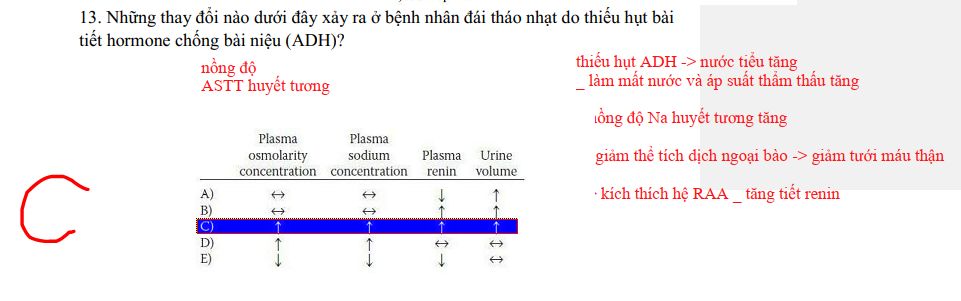 13. Những thay đổi nào dưới đây xảy ra ở bệnh nhân đái tháo nhạt do thiếu hụt bài
tiết hormone chống bài niệu (ADH)?
nồng độ
ASTT huyết tương
thiếu hụt ADH -> nước tiểu tăng
_ làm mất nước và áp suất thẩm thấu tăng
nồng độ Na huyết tương tăng
giảm thể tích dịch ngoại bào -> giảm tưới máu thận
kích thích hệ RAA _ tăng tiết renin
Plasma Plasma
osmolarity sodium Plasma Urine
concentration concentration renin volume
A) ↔ ↔ ↓ ↑
B) ↔ ↔ ↑ ↑
C) ↑ ↑ ↑ ↑
D) ↑ ↑ ↔ ↔
E) ↓ ↓ ↓ ↔
C